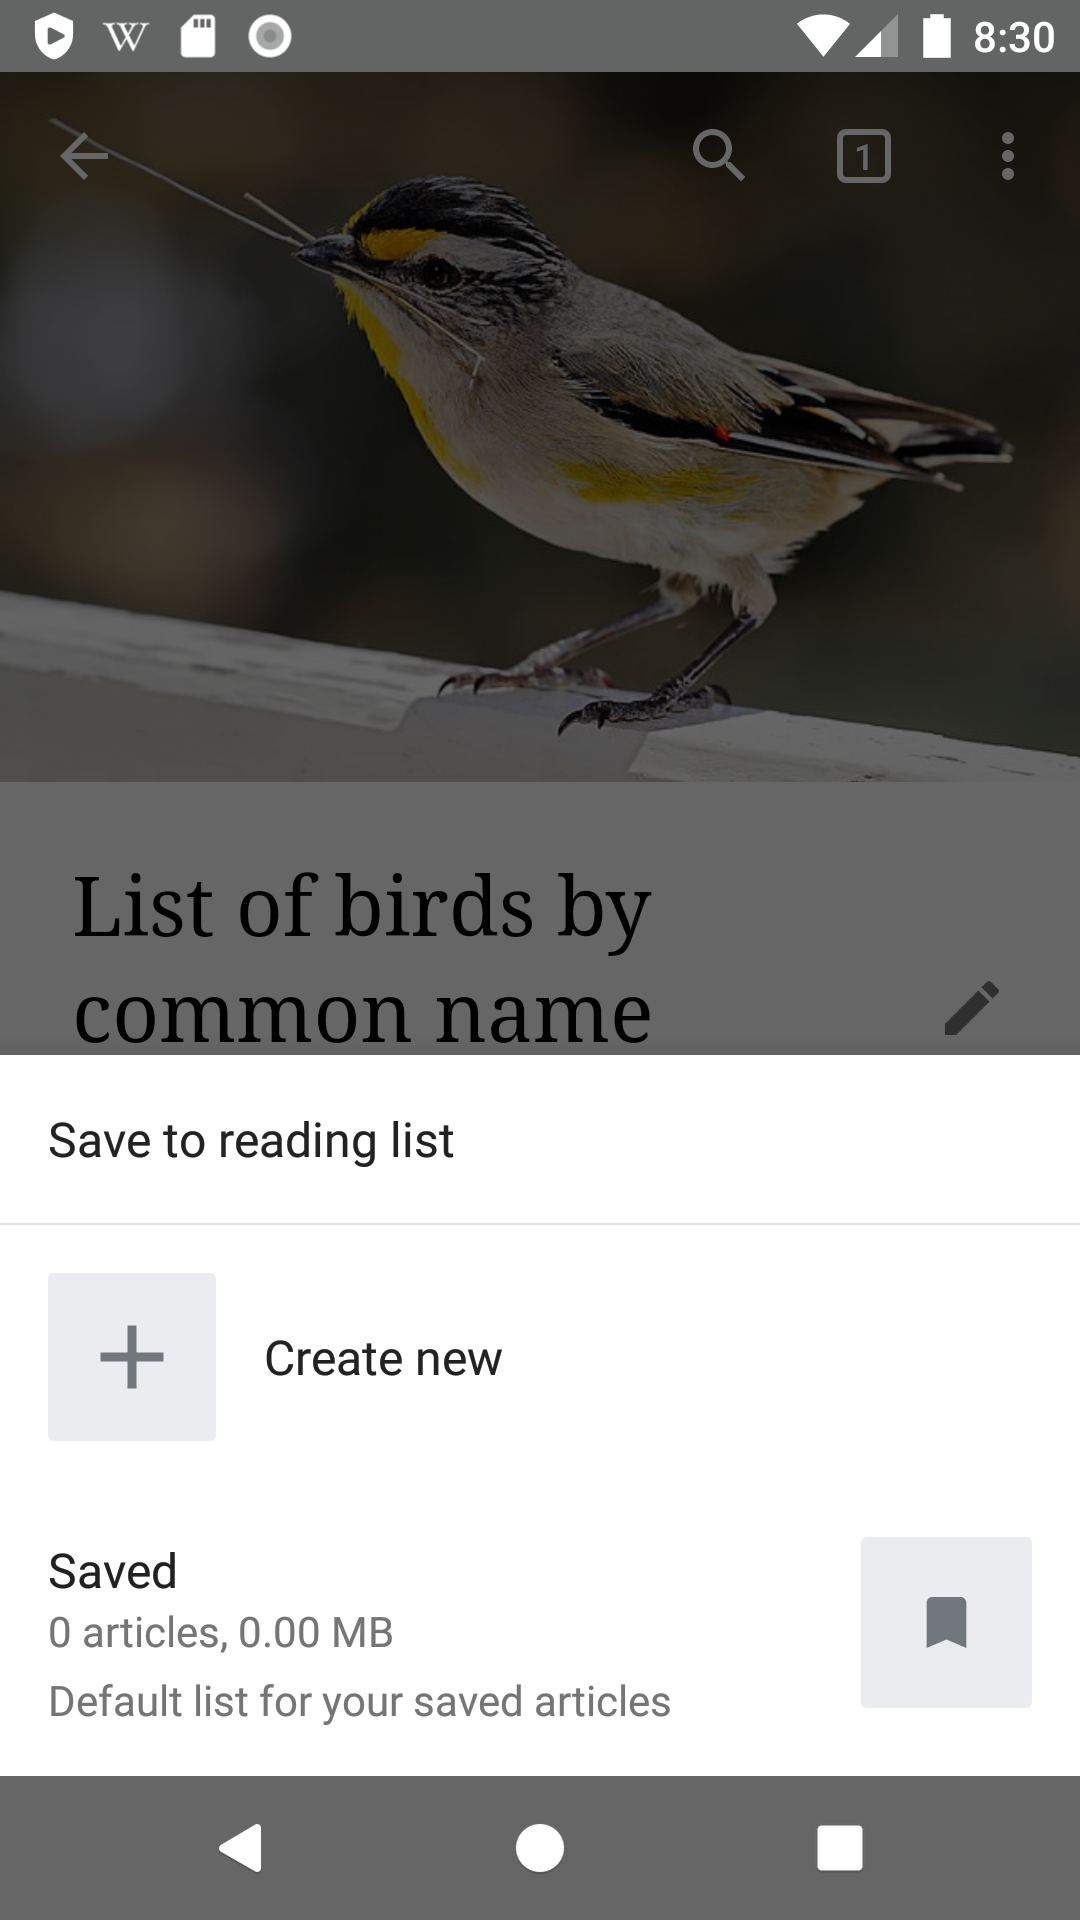 W 8:30
1
List of birds by
common name
Save to reading list
Create new
Saved
0 articles, 0.00 MB
Default list for your saved articles